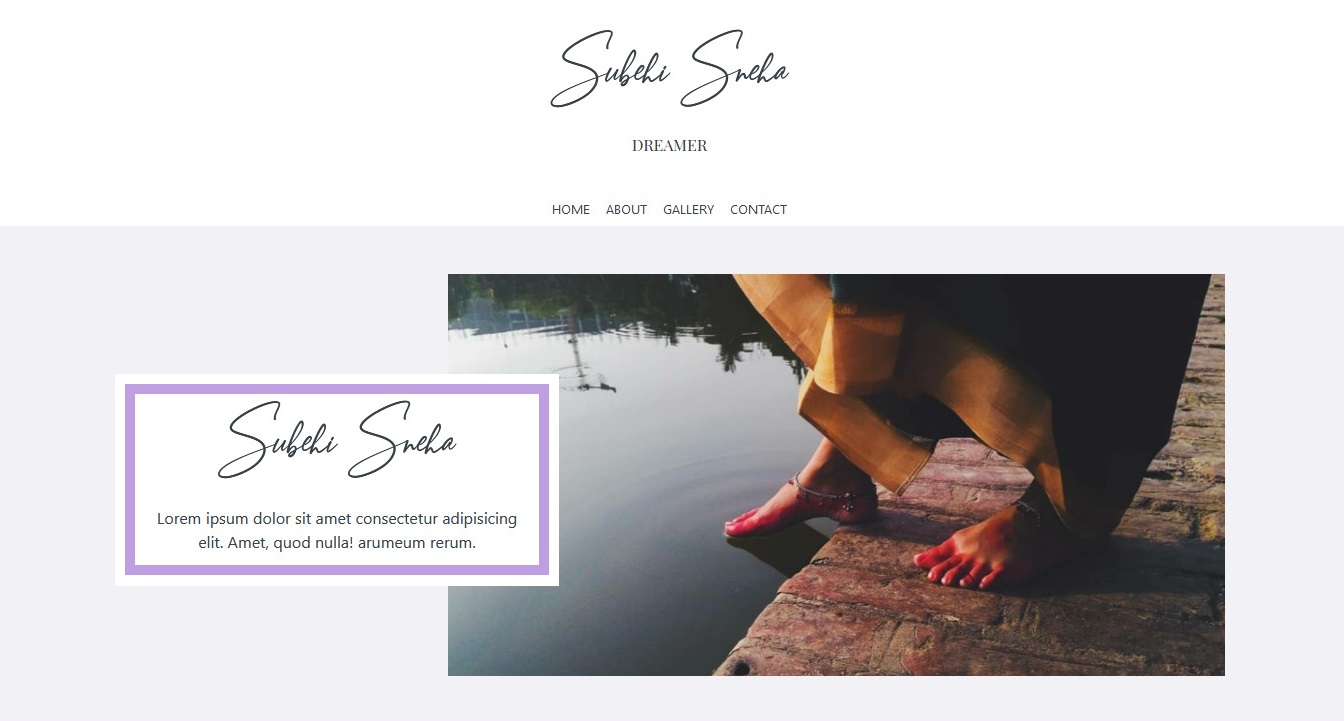 Subehi Sneha
DREAMER
HOME ABOUT GALLERY CONTACT
Subehi Sneha
Lorem ipsum dolor sit amet consectetur adipisicing
elit. Amet, quod nulla! arumeum rerum.